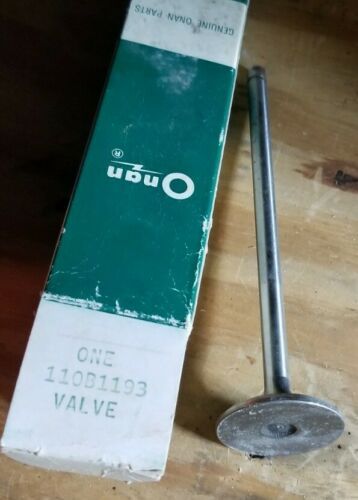 GENUINE ONAN PARTS
Onan
®
ONE
110B1193
VALVE